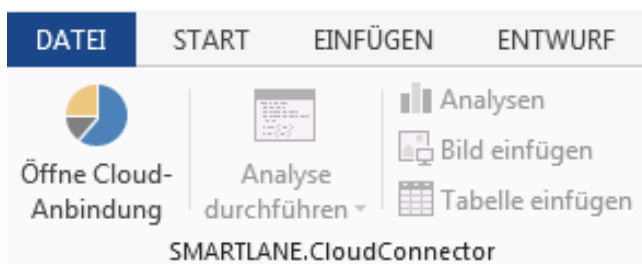 DATEI START EINFÜGEN ENTWURF
Öffne Cloud-
Anbindung
Analyse
durchführen
Analysen
Bild einfügen
Tabelle einfügen
SMARTLANE.CloudConnector